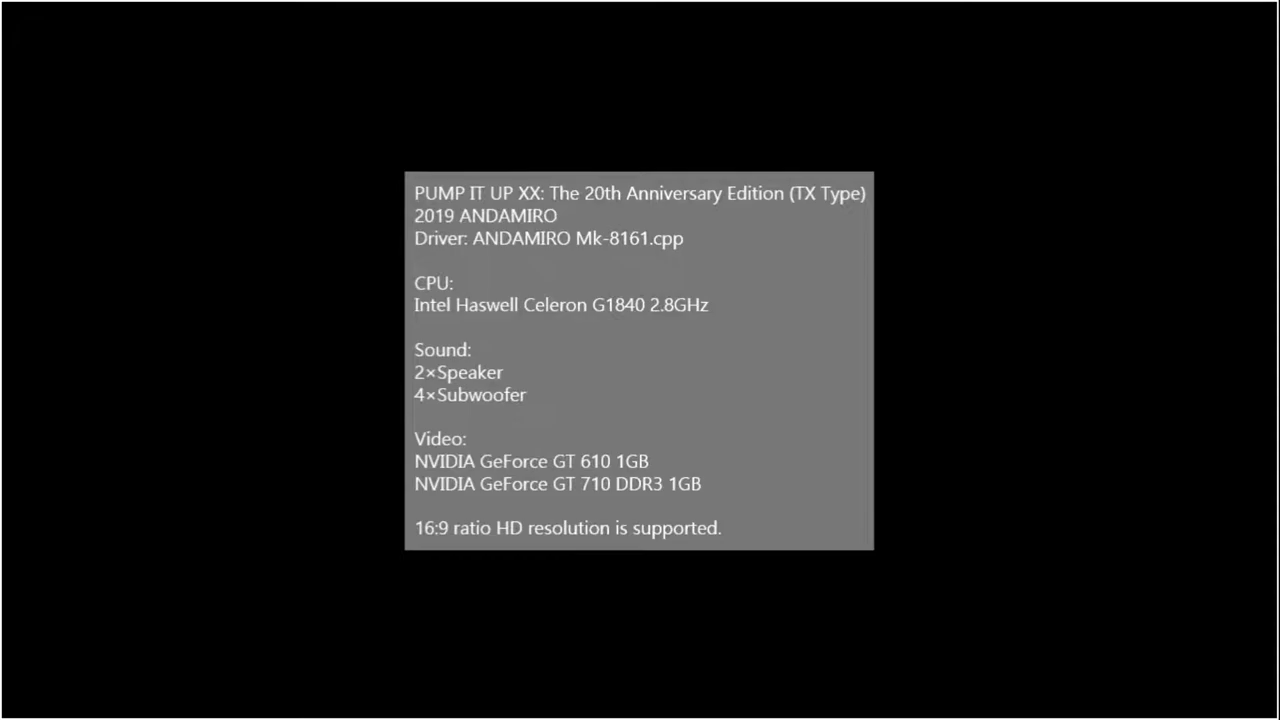 PUMP IT UP XX: The 20th Anniversary Edition (TX Type)
2019 ANDAMIRO
Driver: ANDAMIRO Mk-8161.cpp
CPU:
Intel Haswell Celeron G1840 2.8GHz
Sound:
2×Speaker
4×Subwoofer
Video:
NVIDIA GeForce GT 610 1GB
NVIDIA GeForce GT 710 DDR3 1GB
16:9 ratio HD resolution is supported.